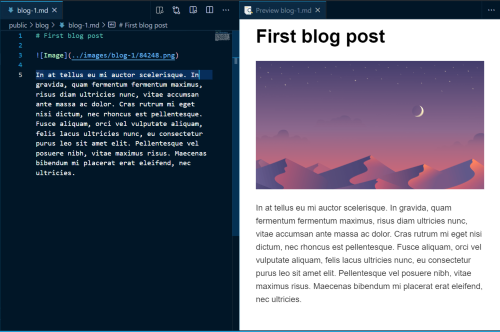 blog-1.md
Preview blog-1.md
public > blog > blog-1.md > # First blog post
1 # First blog post
2
3 ![Image](../images/blog-1/84248.png)
4
5 In at tellus eu mi auctor scelerisque. In
gravida, quam fermentum fermentum maximus,
risus diam ultricies nunc, vitae accumsan
ante massa ac dolor. Cras rutrum mi eget
nisi dictum, nec rhoncus est pellentesque.
Fusce aliquam, orci vel vulputate aliquam,
felis lacus ultricies nunc, eu consectetur
purus leo sit amet elit. Pellentesque vel
posuere nibh, vitae maximus risus. Maecenas
bibendum mi placerat erat eleifend, nec
ultricies.
First blog post
In at tellus eu mi auctor scelerisque. In gravida, quam
fermentum fermentum maximus, risus diam ultricies nunc,
vitae accumsan ante massa ac dolor. Cras rutrum mi eget nisi
dictum, nec rhoncus est pellentesque. Fusce aliquam, orci vel
vulputate aliquam, felis lacus ultricies nunc, eu consectetur
purus leo sit amet elit. Pellentesque vel posuere nibh, vitae
maximus risus. Maecenas bibendum mi placerat erat eleifend,
nec ultricies.